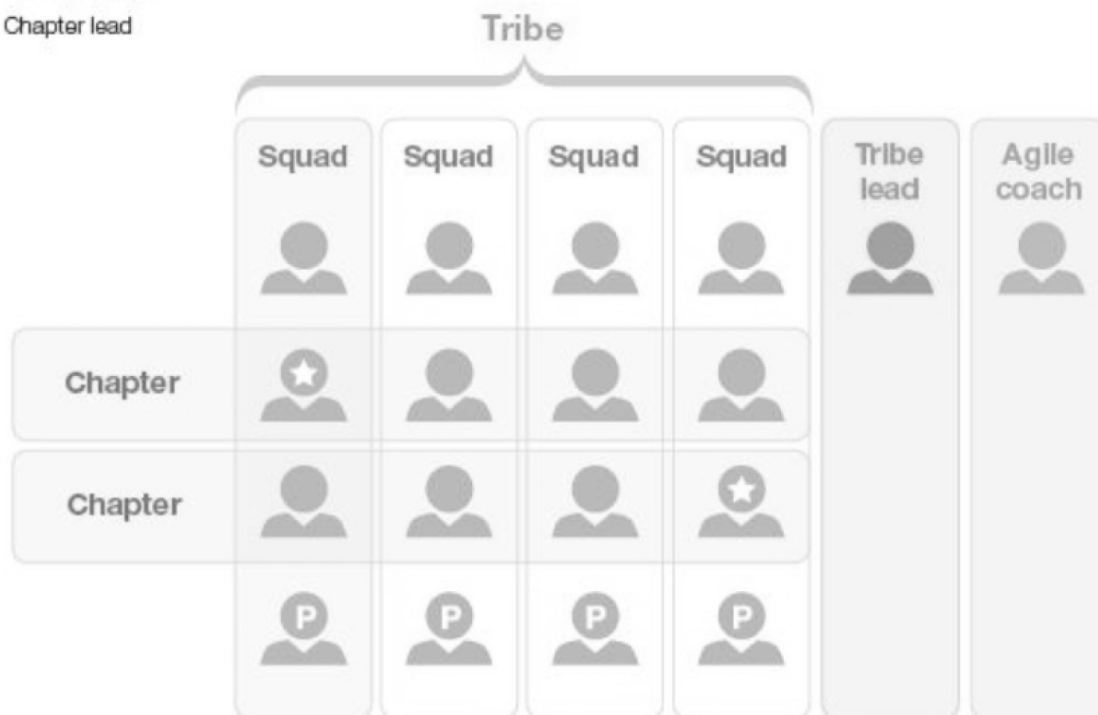 Chapter lead
Tribe
Squad
Squad
Squad
Squad
Tribe
lead
Agile
coach
Chapter
Chapter
P
P
P
P